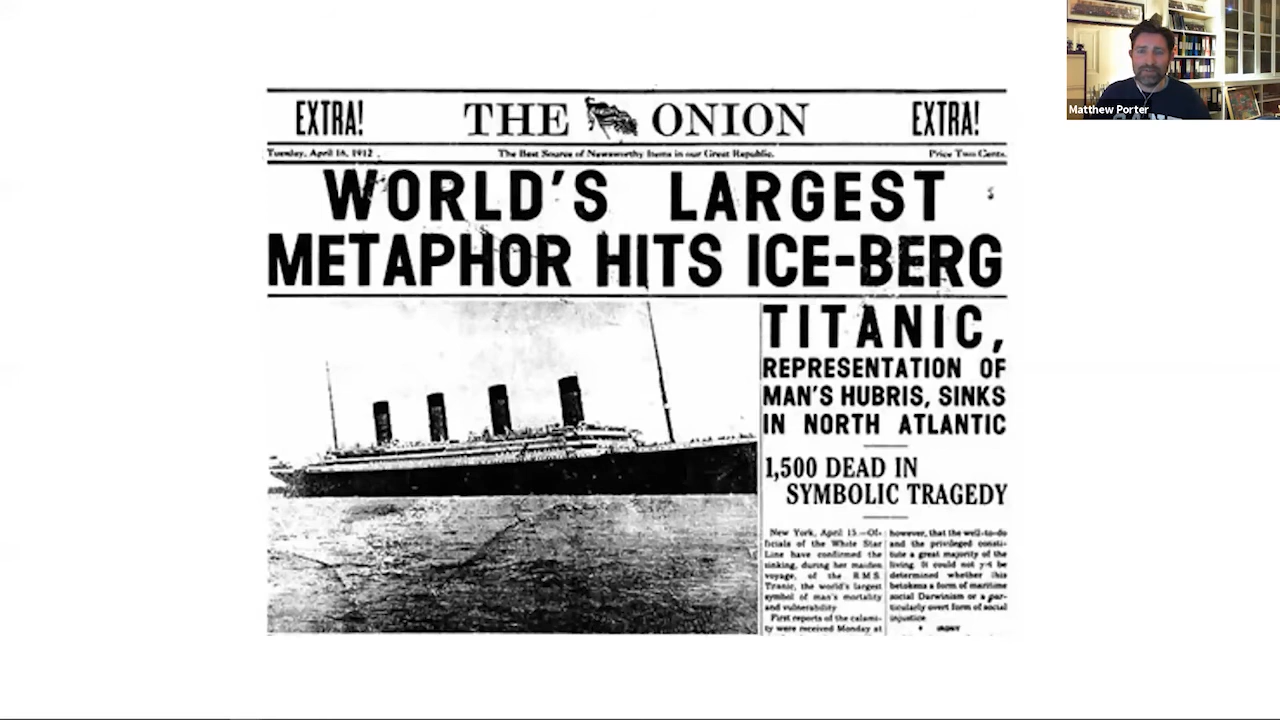 EXTRA! THE ONION EXTRA!
Tuesday, April 16, 1912. The Best Source of Newsworthy Items in our Great Republic. Price Two Cents.
WORLD'S LARGEST
METAPHOR HITS ICE-BERG
TITANIC,
REPRESENTATION OF
MAN'S HUBRIS, SINKS
IN NORTH ATLANTIC
1,500 DEAD IN
SYMBOLIC TRAGEDY
New York, April 15.—Of-
ficials of the White Star
Line have confirmed the
sinking, during her maiden
voyage, of the R.M.S.
Titanic, the world's largest
symbol of man's mortality
and vulnerability
First reports of the calami-
ty were received Monday at
however, that the well-to-do
and the privileged consti-
tute a great majority of the
living. It could not yet be
determined whether this
betokens a form of maritime
social Darwinism or a par-
ticularly overt form of social
injustice
IRONY
Matthew Porter